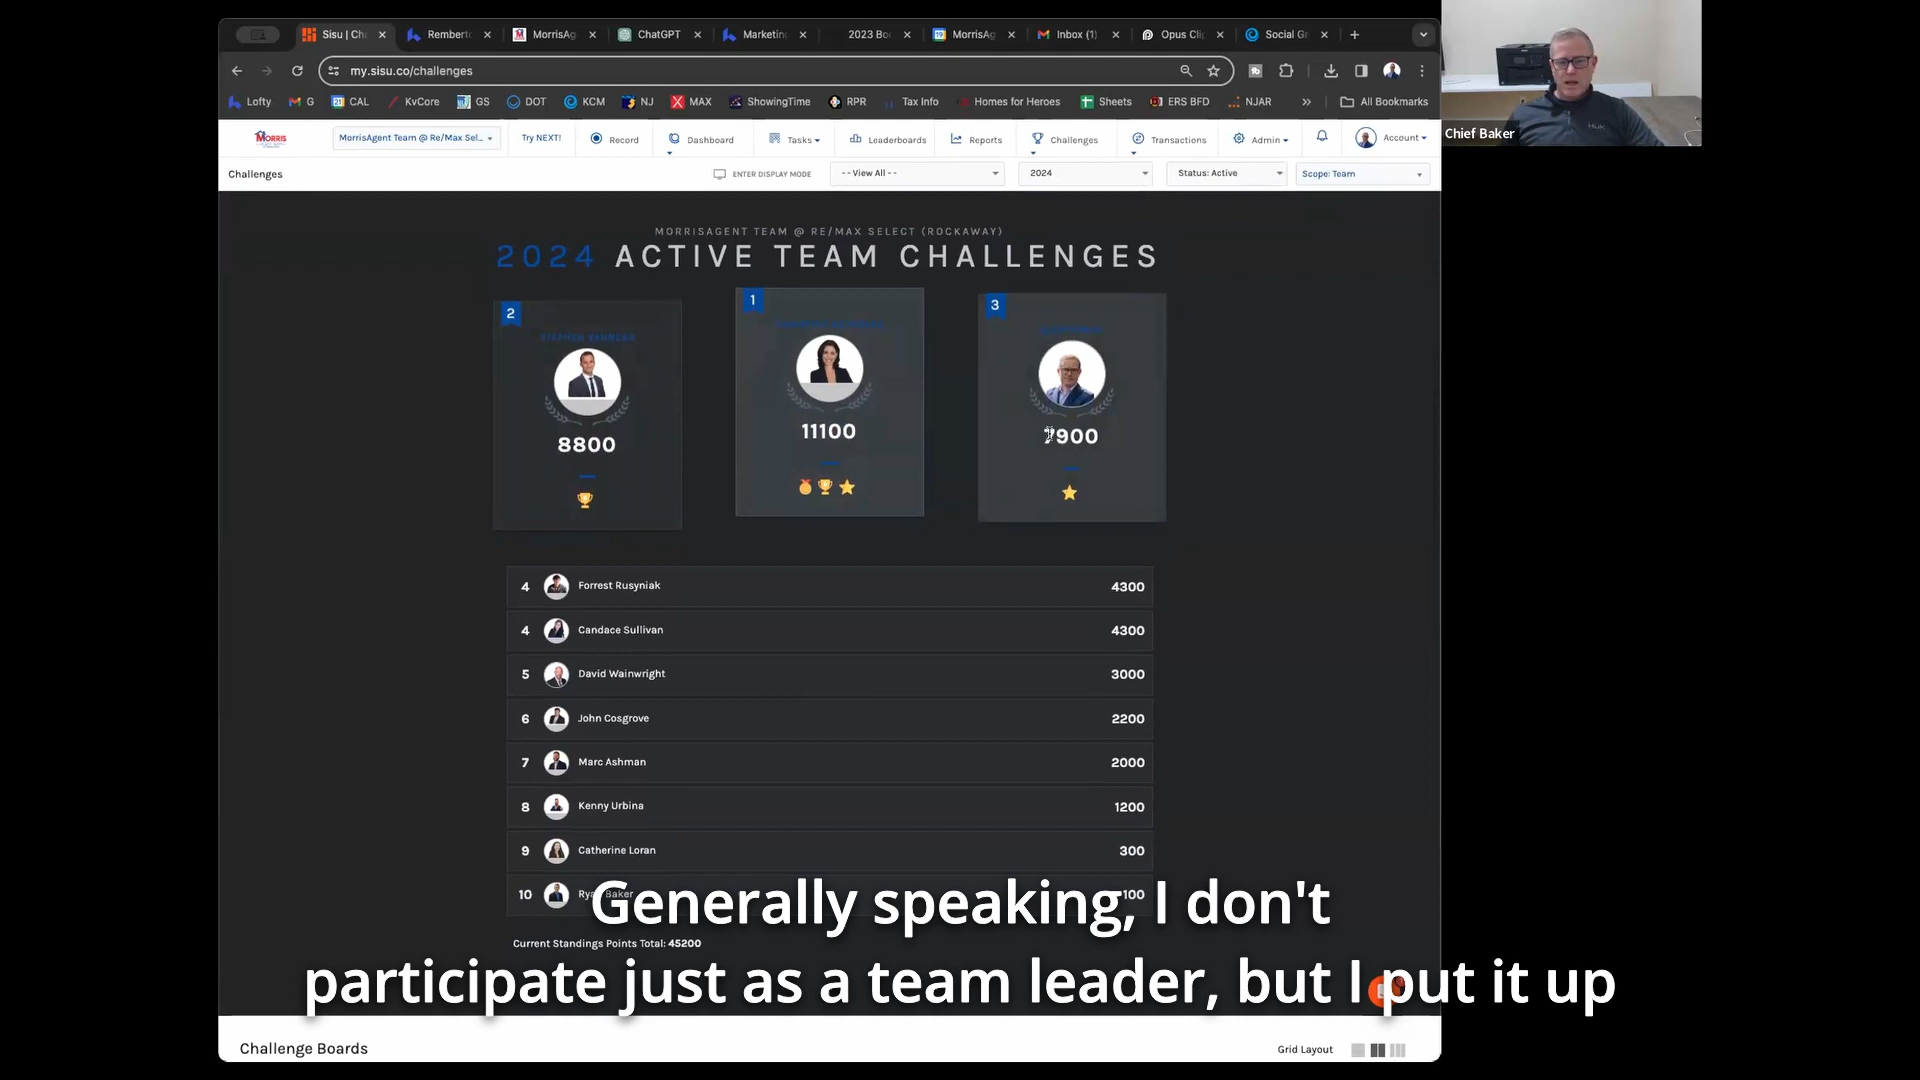 Sisu | Ch
Rembert
MorrisAg
ChatGPT
Marketing
2023 Bo
MorrisAg
Inbox (1)
Opus Cli
Social Gr
my.sisu.co/challenges
Lofty
G
CAL
KvCore
GS
DOT
KCM
NJ
MAX
ShowingTime
RPR
Tax Info
Homes for Heroes
Sheets
ERS BFD
NJAR
All Bookmarks
Chief Baker
MORRIS
MorrisAgent Team @ Re/Max Sel...
Try NEXT!
Record
Dashboard
Tasks
Leaderboards
Reports
Challenges
Transactions
Admin
Account
Challenges
ENTER DISPLAY MODE
-- View All --
2024
Status: Active
Scope: Team
MORRISAGENT TEAM @ RE/MAX SELECT (ROCKAWAY)
2024 ACTIVE TEAM CHALLENGES
2
8800
1
11100
3
7900
4 Forrest Rusyniak 4300
4 Candace Sullivan 4300
5 David Wainwright 3000
6 John Cosgrove 2200
7 Marc Ashman 2000
8 Kenny Urbina 1200
9 Catherine Loran 300
10 Ryan Baker 100
Current Standings Points Total: 45200
Generally speaking, I don't
participate just as a team leader, but I put it up
Challenge Boards
Grid Layout